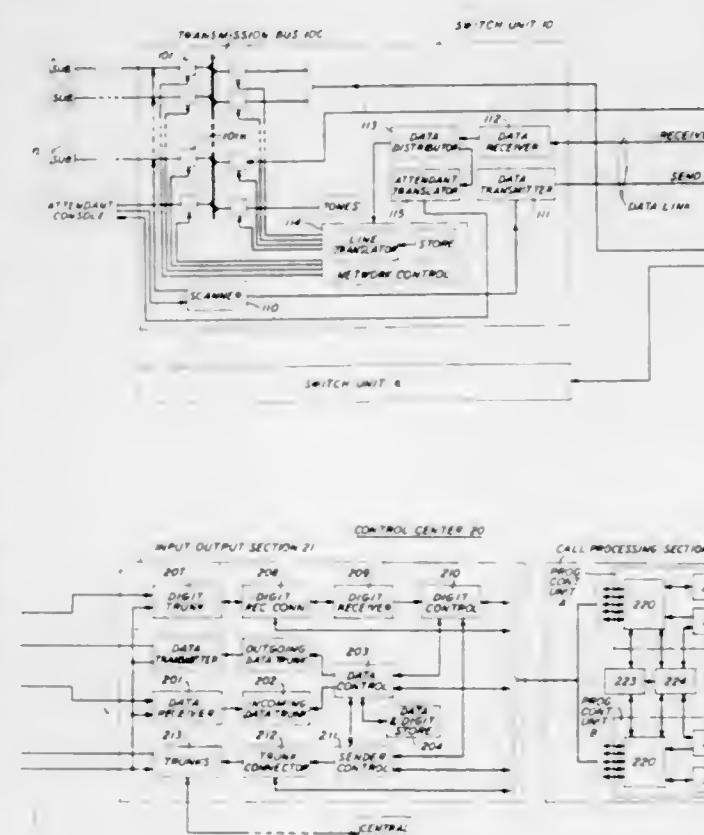 TRANSMISSION BUS 100
SWITCH UNIT 10
101
SUB
SUB
SUB
101n
113
112
DATA
DISTRIBUTOR
DATA
RECEIVER
RECEIVE
ATTENDANT
TRANSLATOR
DATA
TRANSMITTER
SEND
ATTENDANT
CONSOLE
TONES
115
111
DATA LINK
114
LINE
TRANSLATOR
STORE
NETWORK CONTROL
SCANNER
110
SWITCH UNIT
CONTROL CENTER 20
INPUT OUTPUT SECTION 21
CALL PROCESSING SECTION
207
208
209
210
DIGIT
TRUNK
DIGIT
REC CONN
DIGIT
RECEIVER
DIGIT
CONTROL
PROG
CONT
UNIT
A
220
DATA
TRANSMITTER
OUTGOING
DATA TRUNK
203
DATA
CONTROL
201
202
DATA
RECEIVER
INCOMING
DATA TRUNK
223
224
DATA
& DIGIT
STORE
204
PROG
CONT
UNIT
B
213
212
211
TRUNKS
TRUNK
CONNECTOR
SENDER
CONTROL
220
CENTRAL